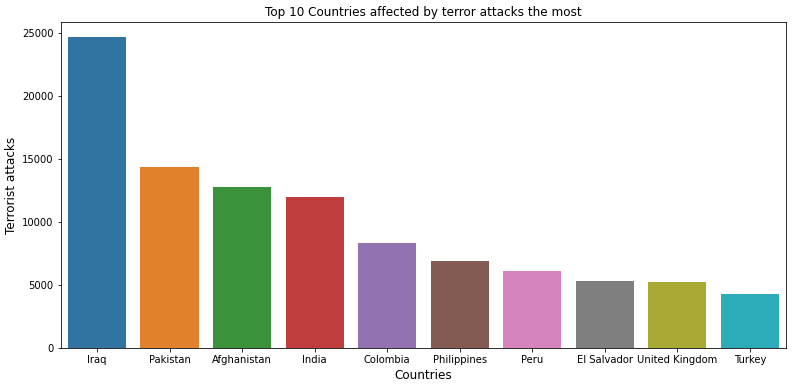 Top 10 Countries affected by terror attacks the most
Terrorist attacks
25000
20000
15000
10000
5000
0
Iraq Pakistan Afghanistan India Colombia Philippines Peru El Salvador United Kingdom Turkey
Countries